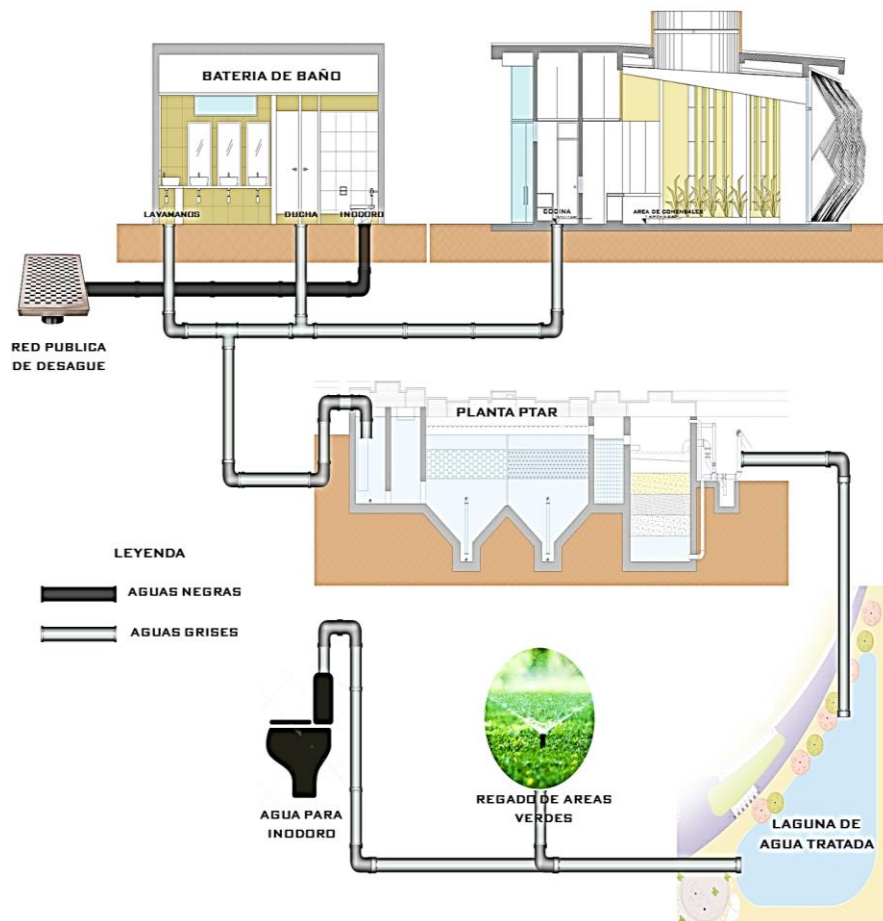 BATERIA DE BAÑO
LAVAMANOS
DUCHA
INODORO
COCINA
AREA DE COMENSALES
RED PUBLICA
DE DESAGUE
PLANTA PTAR
LEYENDA
AGUAS NEGRAS
AGUAS GRISES
AGUA PARA
INODORO
REGADO DE AREAS
VERDES
LAGUNA DE
AGUA TRATADA